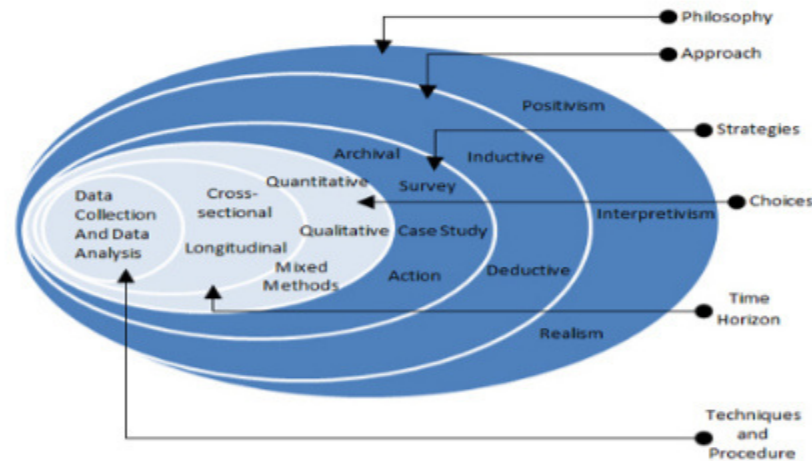 Philosophy
Approach
Positivism
Strategies
Archival
Inductive
Quantitative
Survey
Cross-
sectional
Data
Collection
And Data
Analysis
Choices
Interpretivism
Qualitative
Case Study
Longitudinal
Mixed
Methods
Action
Deductive
Time
Horizon
Realism
Techniques
and
Procedure